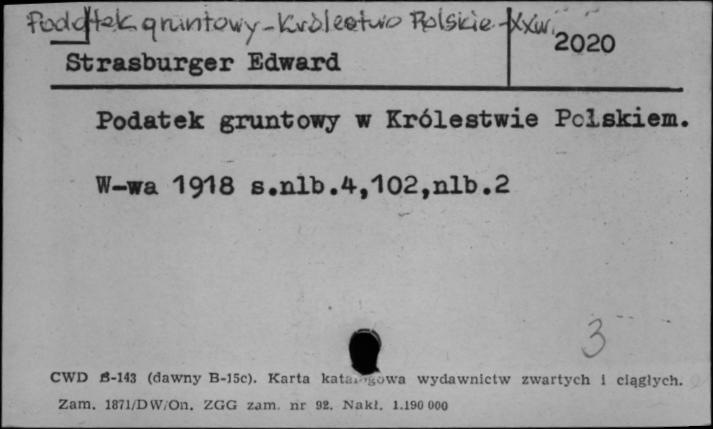 Podatek gruntowy - Królestwo Polskie - XXw.
2020
Strasburger Edward
Podatek gruntowy w Królestwie Polskiem.
W-wa 1918 s.nlb.4,102,nlb.2
3
CWD B-143 (dawny B-15c). Karta katalogowa wydawnictw zwartych i ciągłych.
Zam. 1871/DW/On. ZGG zam. nr 92. Nakł. 1.190 000